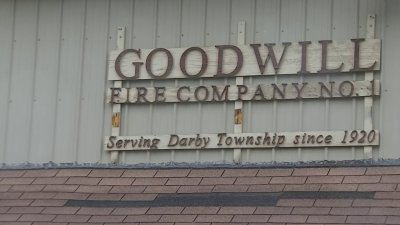 GOODWILL
FIRE COMPANY NO. 1
Serving Darby Township since 1920